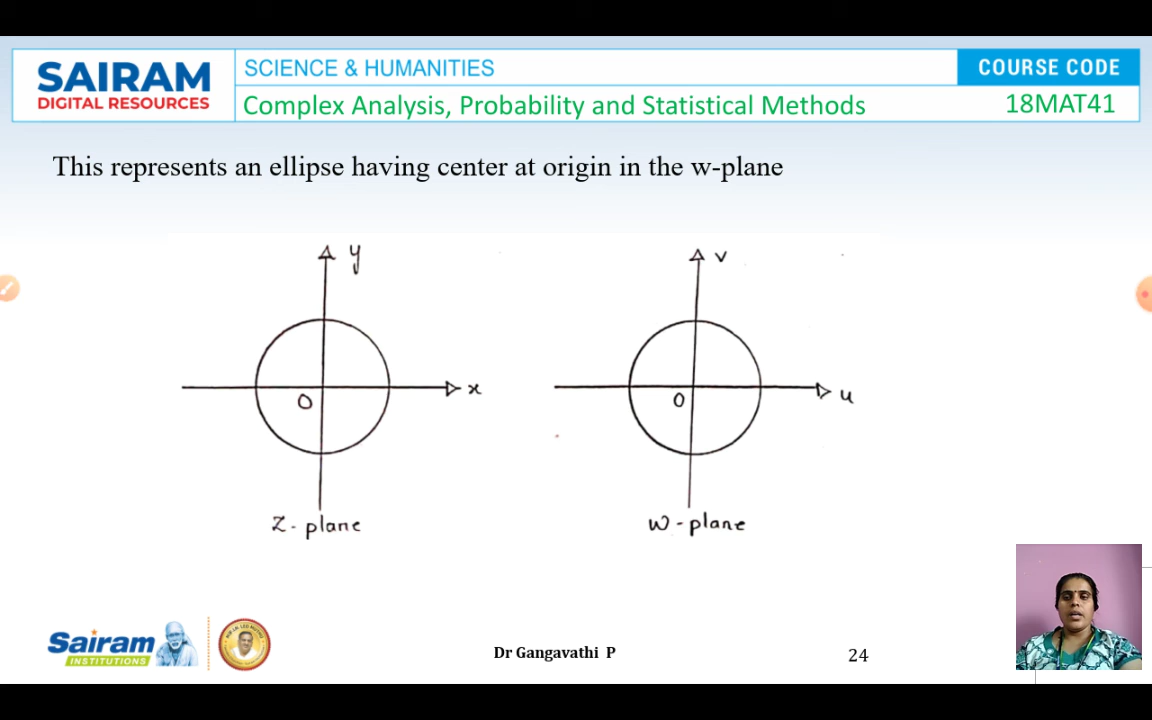 SAIRAM
DIGITAL RESOURCES
SCIENCE & HUMANITIES
COURSE CODE
Complex Analysis, Probability and Statistical Methods
18MAT41
This represents an ellipse having center at origin in the w-plane
y
v
x
u
O
O
Z-plane
W-plane
Sairam
INSTITUTIONS
Dr Gangavathi P
24